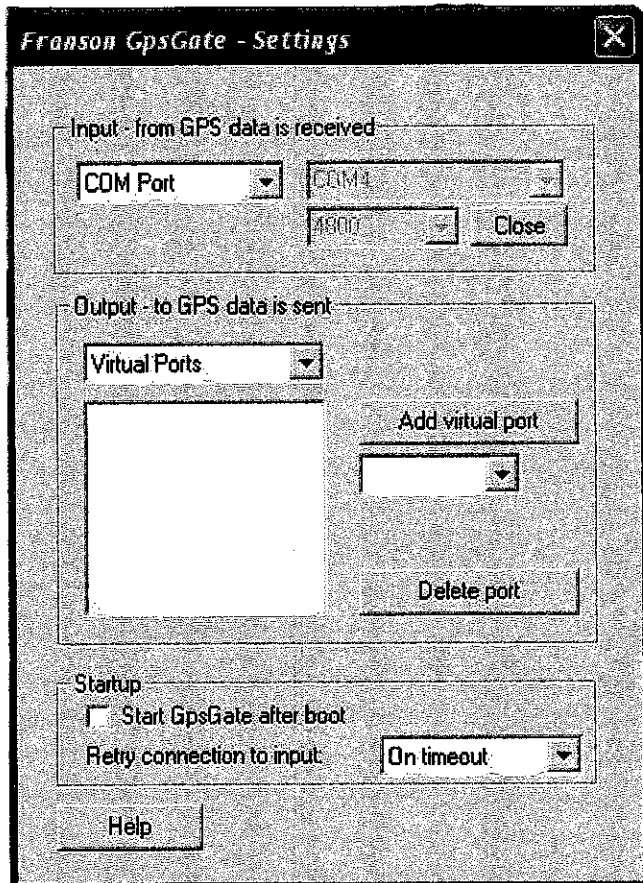 Franson GpsGate - Settings
Input - from GPS data is received
COM Port
COM4
4800
Close
Output - to GPS data is sent
Virtual Ports
Add virtual port
Delete port
Startup
Start GpsGate after boot
Retry connection to input:
On timeout
Help